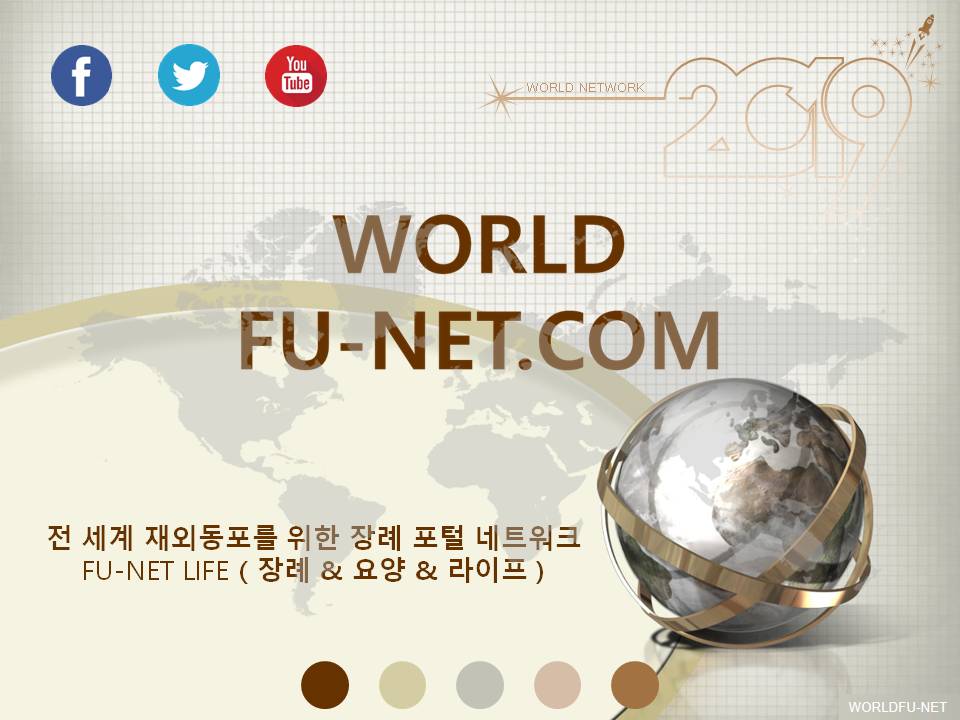 f
You
Tube
WORLD NETWORK
2019
WORLD
FU-NET.COM
전 세계 재외동포를 위한 장례 포털 네트워크
FU-NET LIFE ( 장례 & 요양 & 라이프 )
WORLDFU-NET